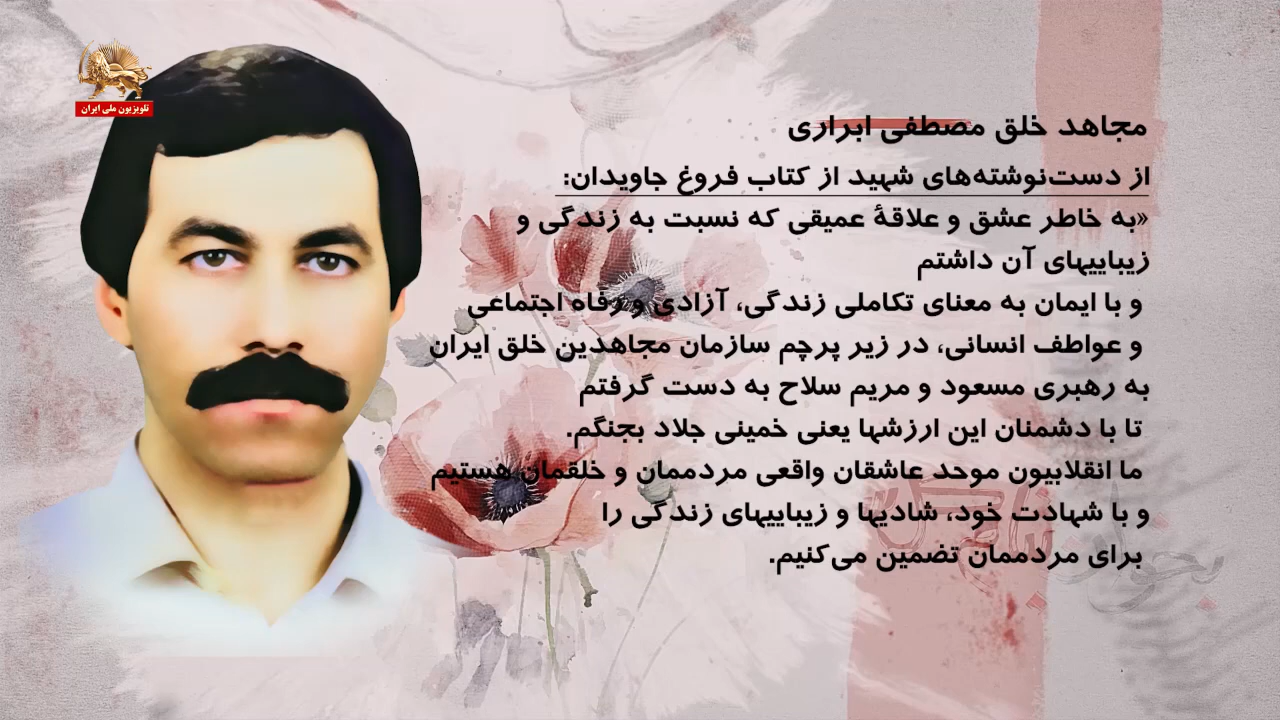 تلویزیون ملی ایران
مجاهد خلق مصطفی ابراری
از دست‌نوشته‌های شهید از کتاب فروغ جاویدان:
«به خاطر عشق و علاقهٔ عمیقی که نسبت به زندگی و
زیباییهای آن داشتم
و با ایمان به معنای تکاملی زندگی، آزادی و رفاه اجتماعی
و عواطف انسانی، در زیر پرچم سازمان مجاهدین خلق ایران
به رهبری مسعود و مریم سلاح به دست گرفتم
تا با دشمنان این ارزشها یعنی خمینی جلاد بجنگم.
ما انقلابیون موحد عاشقان واقعی مردممان و خلقمان هستیم
و با شهادت خود، شادیها و زیباییهای زندگی را
برای مردممان تضمین می‌کنیم.